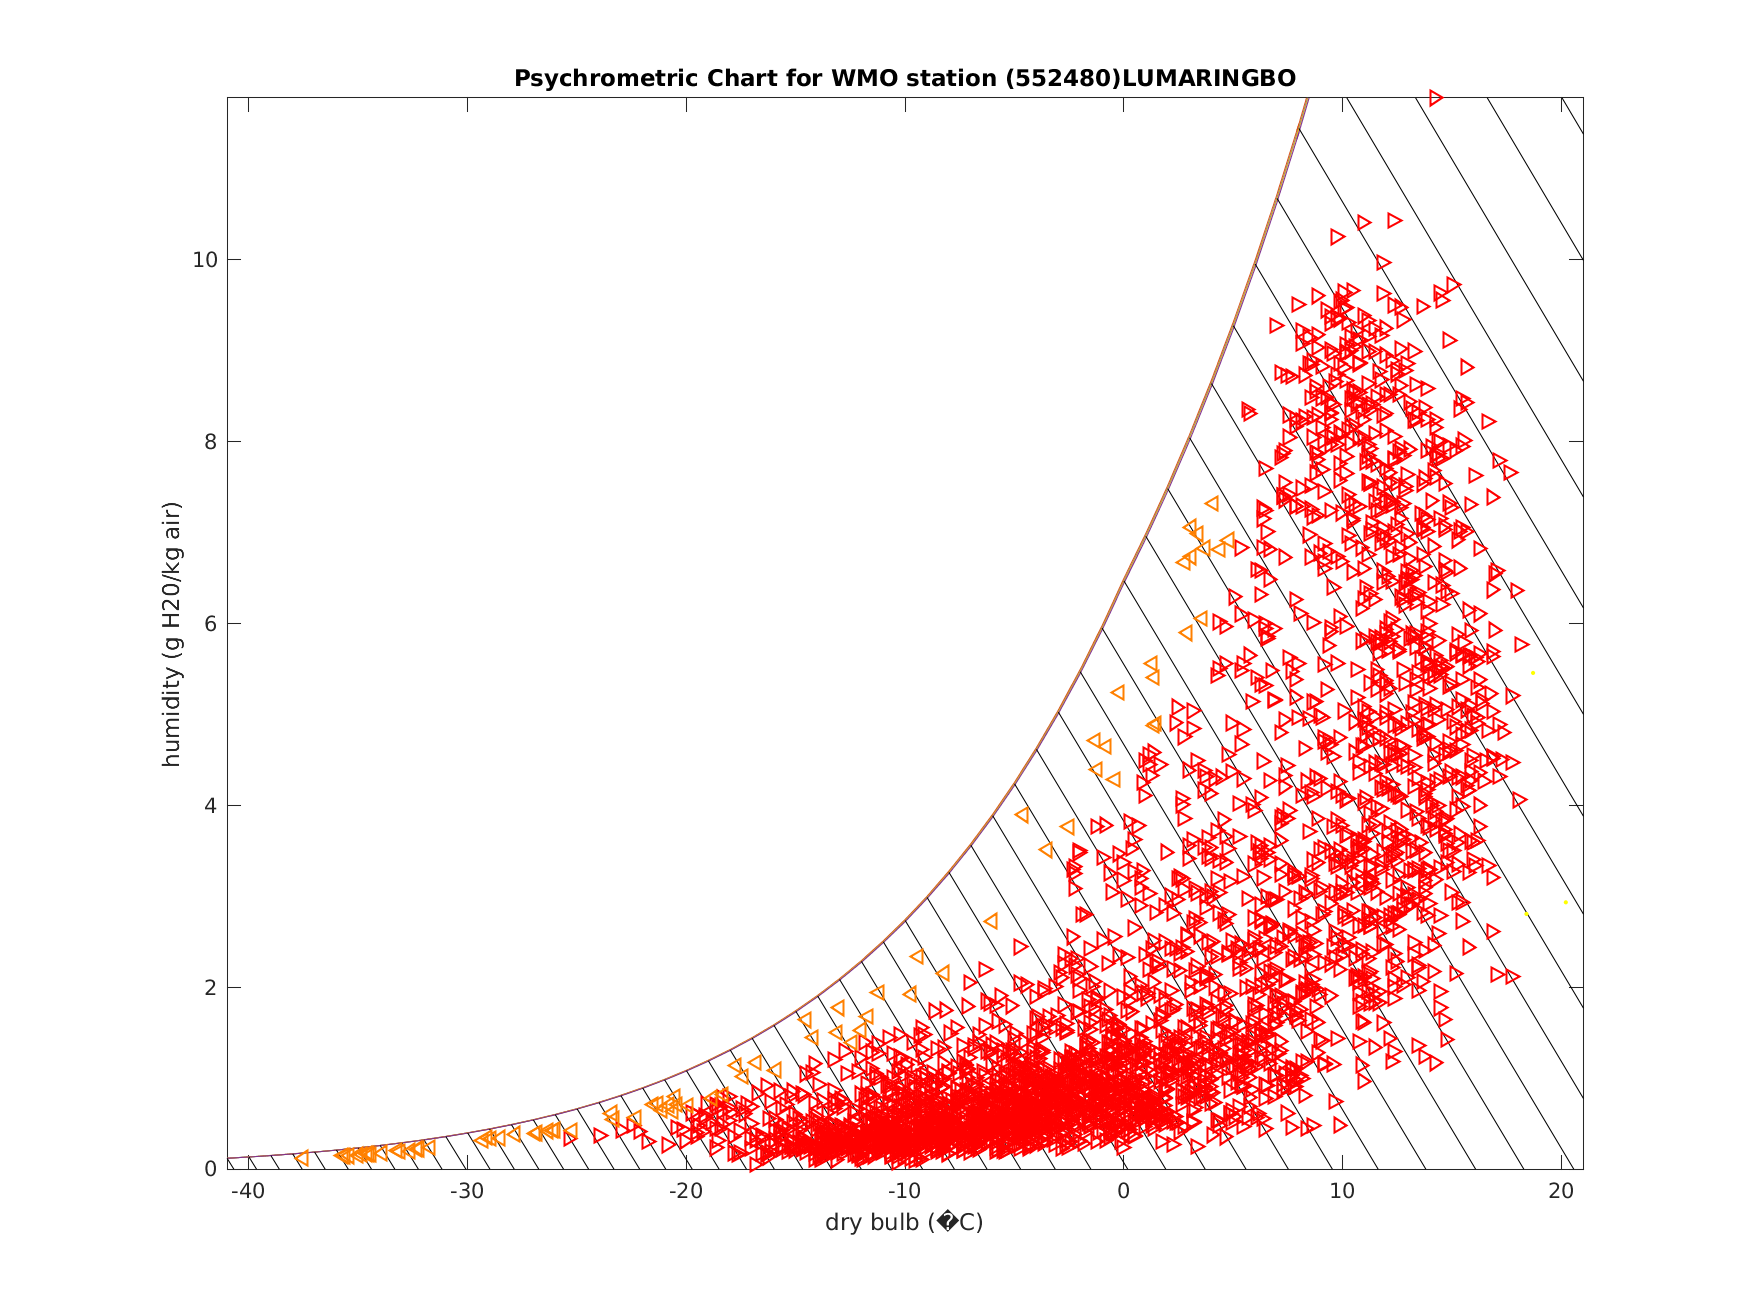 Psychrometric Chart for WMO station (552480)LUMARINGBO
humidity (g H20/kg air)
10
8
6
4
2
0
-40 -30 -20 -10 0 10 20
dry bulb (�C)